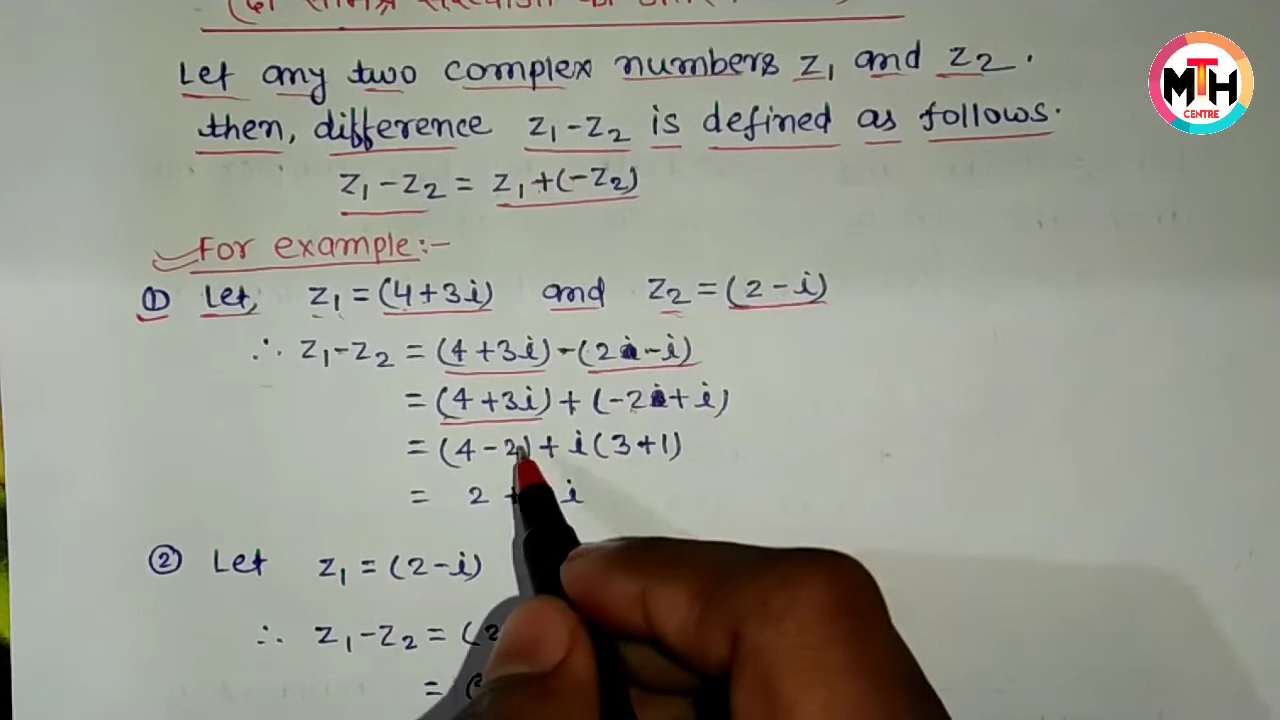 Let any two complex numbers z₁ and z₂.
then, difference z₁-z₂ is defined as follows.
z₁-z₂ = z₁+(-z₂)
For example:-
① Let, z₁ = (4+3i) and z₂ = (2-i)
∴ z₁-z₂ = (4+3i)-(2-i)
= (4+3i)+(-2+i)
= (4-2)+i(3+1)
= 2+ i
② Let z₁ = (2-i)
∴ z₁-z₂ = (2
= (
MTH
CENTRE